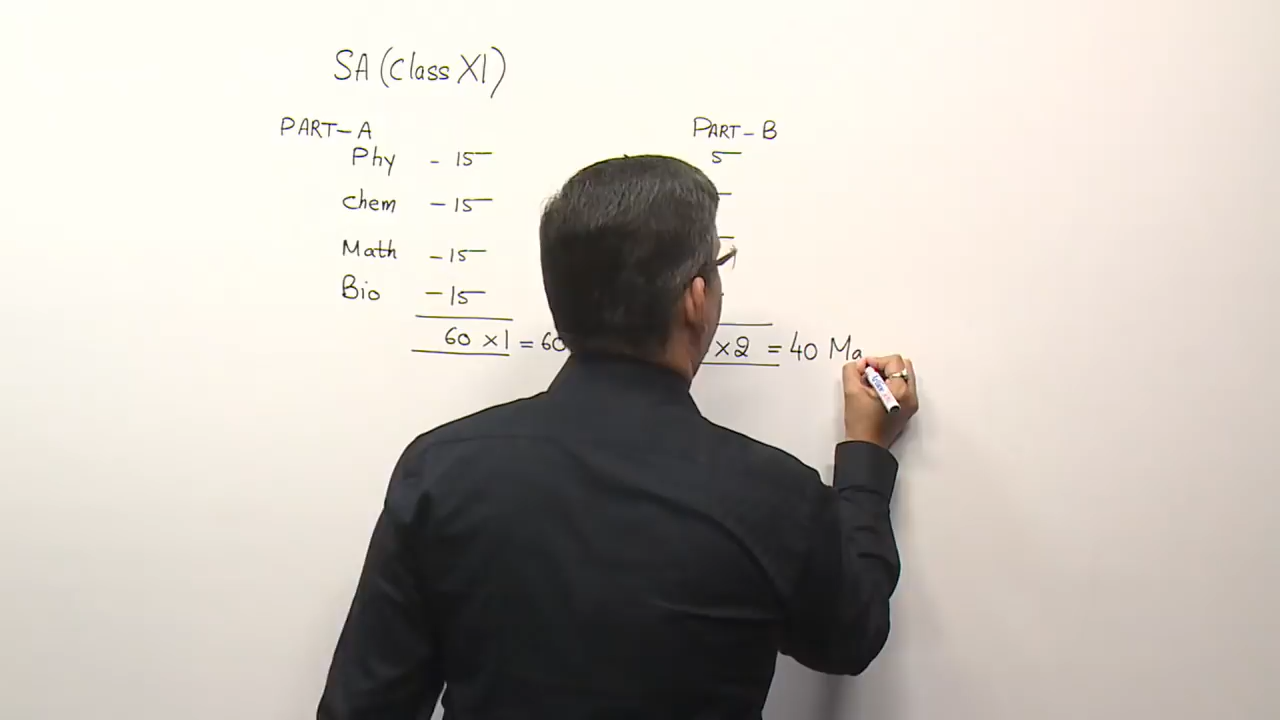 SA (Class XI)
PART-A
Phy - 15
Chem - 15
Math - 15
Bio - 15
60 x 1 = 60
PART-B
5
x 2 = 40 Ma